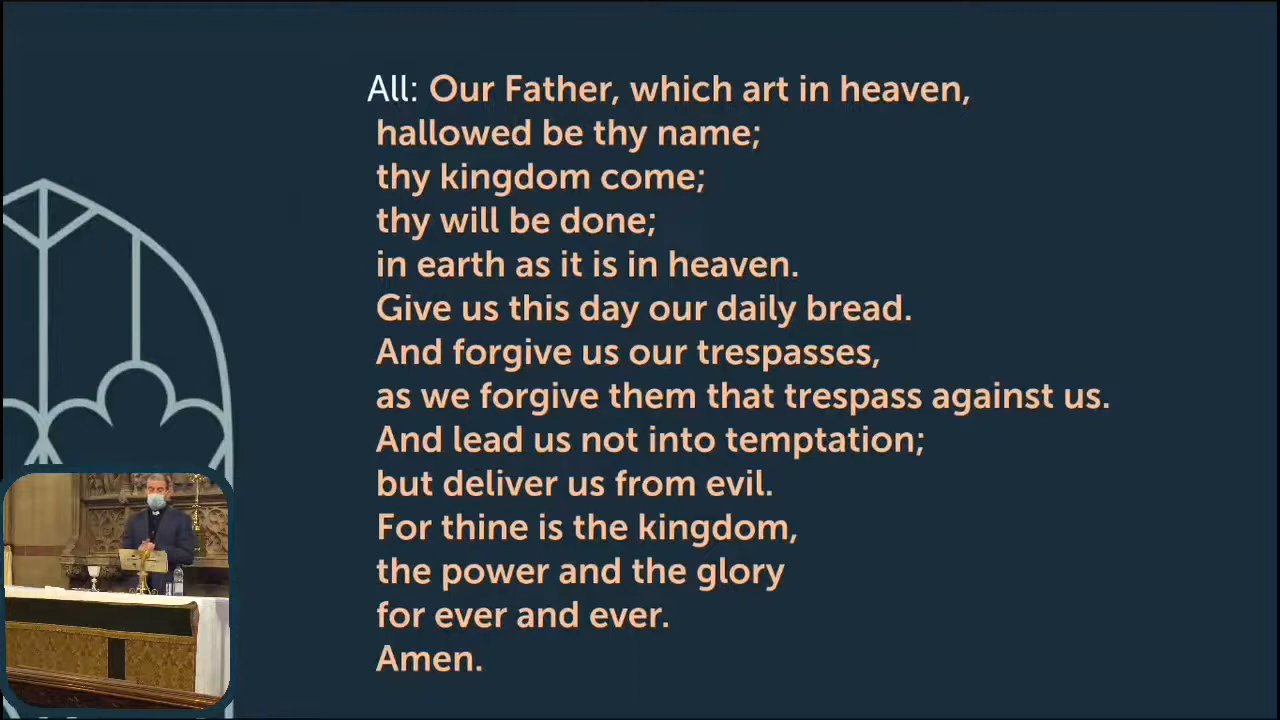 All: Our Father, which art in heaven,
hallowed be thy name;
thy kingdom come;
thy will be done;
in earth as it is in heaven.
Give us this day our daily bread.
And forgive us our trespasses,
as we forgive them that trespass against us.
And lead us not into temptation;
but deliver us from evil.
For thine is the kingdom,
the power and the glory
for ever and ever.
Amen.